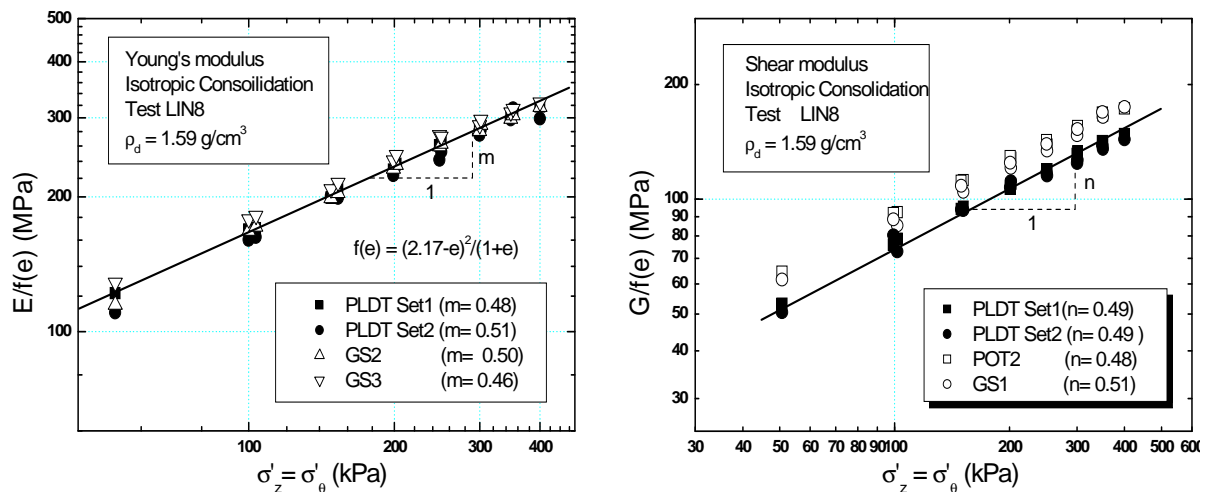 500
400
300
200
100
E/f(e) (MPa)
Young's modulus
Isotropic Consoilidation
Test LIN8
ρd = 1.59 g/cm³
m
1
f(e) = (2.17-e)²/(1+e)
PLDT Set1 (m= 0.48)
PLDT Set2 (m= 0.51)
GS2 (m= 0.50)
GS3 (m= 0.46)
100 200 300 400
σ'z = σ'θ (kPa)
200
100
90
80
70
60
50
40
30
G/f(e) (MPa)
Shear modulus
Isotropic Consolidation
Test LIN8
ρd = 1.59 g/cm³
n
1
PLDT Set1(n= 0.49)
PLDT Set2 (n= 0.49 )
POT2 (n= 0.48)
GS1 (n= 0.51)
30 40 50 60 70 80 90 100 200 300 400 500 600
σ'z = σ'θ (kPa)